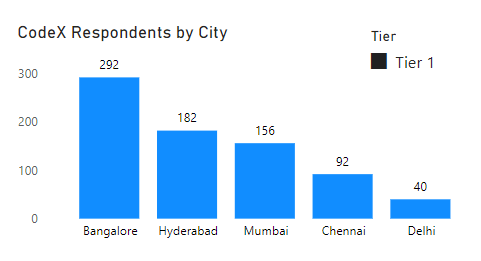 CodeX Respondents by City
Tier
Tier 1
300
200
100
0
292
182
156
92
40
Bangalore
Hyderabad
Mumbai
Chennai
Delhi